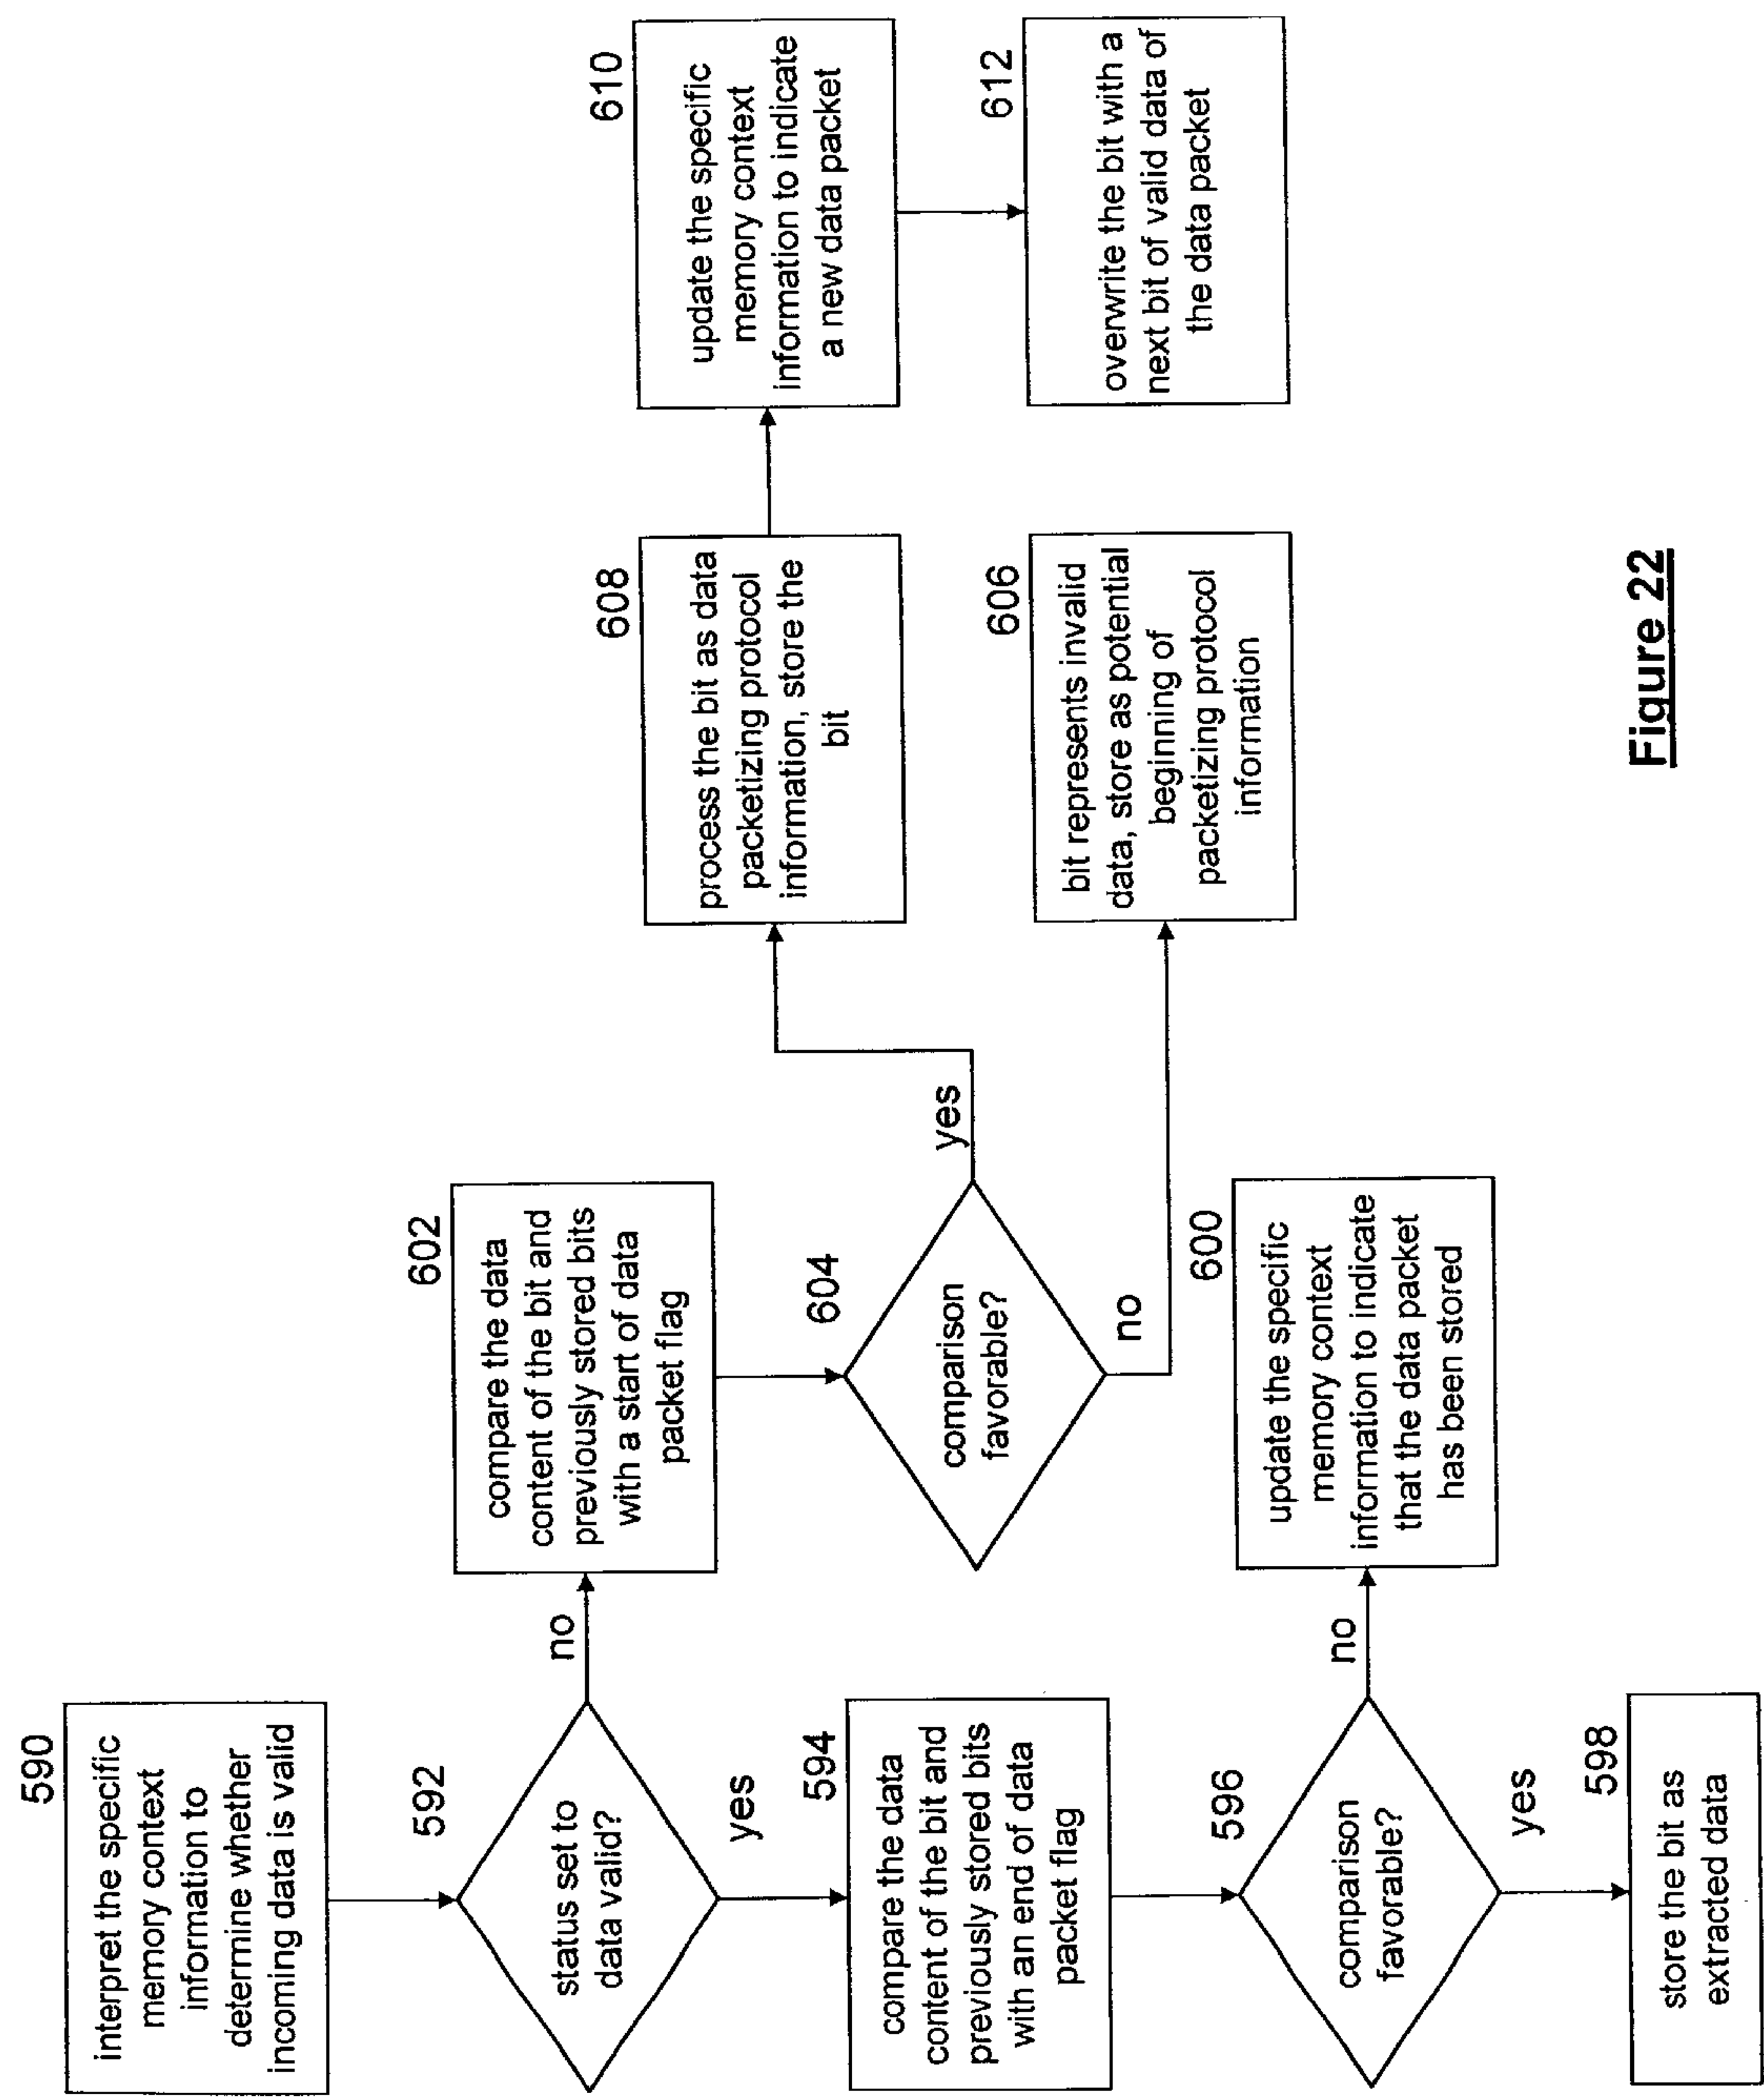 590
interpret the specific
memory context
information to
determine whether
incoming data is valid
592
status set to
data valid?
no
yes
594
compare the data
content of the bit and
previously stored bits
with an end of data
packet flag
596
comparison
favorable?
no
yes
598
store the bit as
extracted data
600
update the specific
memory context
information to indicate
that the data packet
has been stored
602
compare the data
content of the bit and
previously stored bits
with a start of data
packet flag
604
comparison
favorable?
yes
no
606
bit represents invalid
data, store as potential
beginning of
packetizing protocol
information
608
process the bit as data
packetizing protocol
information, store the
bit
610
update the specific
memory context
information to indicate
a new data packet
612
overwrite the bit with a
next bit of valid data of
the data packet
Figure 22